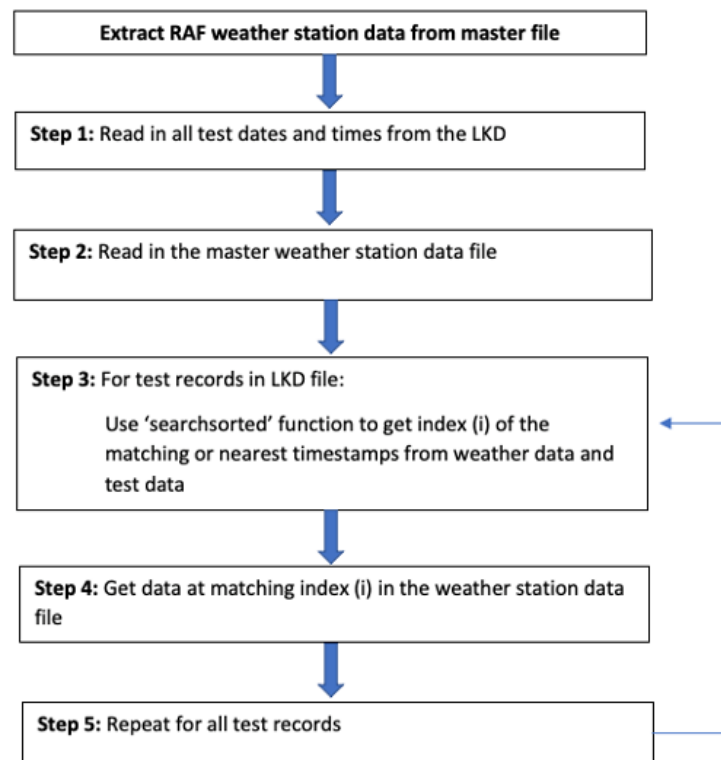 Extract RAF weather station data from master file
Step 1: Read in all test dates and times from the LKD
Step 2: Read in the master weather station data file
Step 3: For test records in LKD file:
Use ‘searchsorted’ function to get index (i) of the
matching or nearest timestamps from weather data and
test data
Step 4: Get data at matching index (i) in the weather station data
file
Step 5: Repeat for all test records